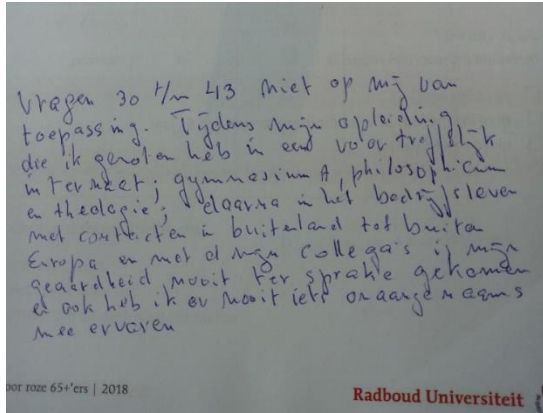 Vragen 30 t/m 43 niet op mij van
toepassing. Tijdens mijn opleiding
die ik genoten heb in een voortreffelijk
internaat; gymnasium A, philosophicum
en theologie; daarna in het bedrijfsleven
met contacten in buitenland tot buiten
Europa en met al mijn collega's is mijn
geaardheid nooit ter sprake gekomen
en ook heb ik er nooit iets onaangenaams
mee ervaren
oor roze 65+'ers | 2018
Radboud Universiteit